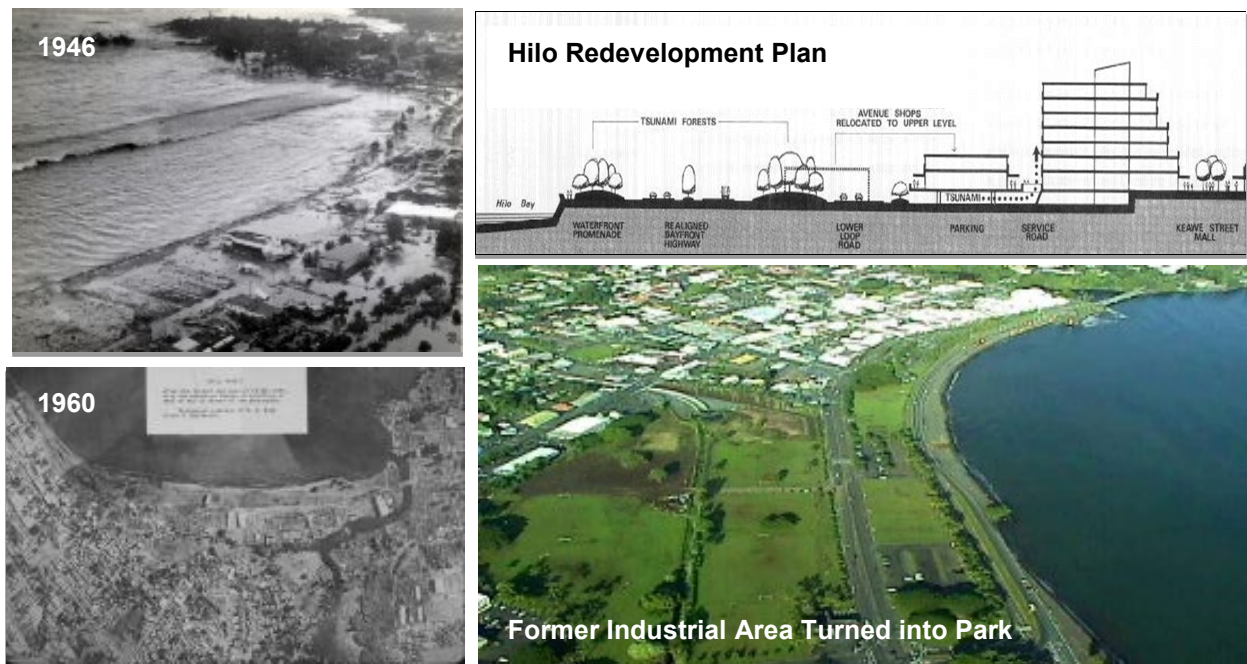 1946
Hilo Redevelopment Plan
TSUNAMI FORESTS
AVENUE SHOPS
RELOCATED TO UPPER LEVEL
TSUNAMI
Hilo Bay
WATERFRONT
PROMENADE
REALIGNED
BAYFRONT
HIGHWAY
LOWER
LOOP
ROAD
PARKING
SERVICE
ROAD
KEAWE STREET
MALL
1960
Former Industrial Area Turned into Park